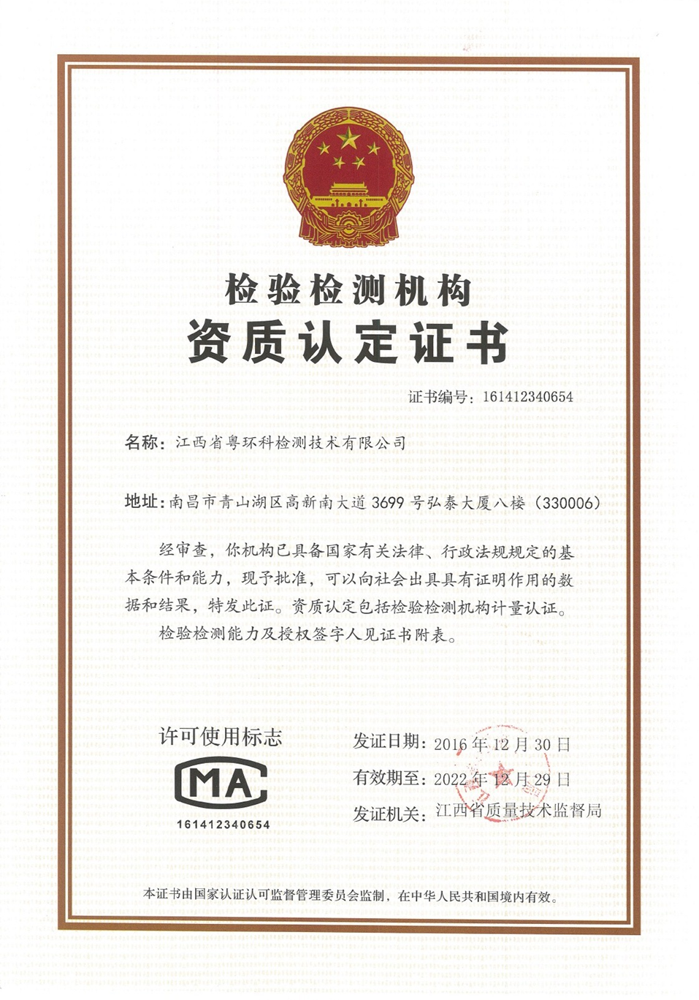 检验检测机构
资质认定证书
证书编号：161412340654
名称：江西省粤环科检测技术有限公司
地址：南昌市青山湖区高新南大道 3699 号弘泰大厦八楼（330006）
经审查，你机构已具备国家有关法律、行政法规规定的基
本条件和能力，现予批准，可以向社会出具具有证明作用的数
据和结果，特发此证。资质认定包括检验检测机构计量认证。
检验检测能力及授权签字人见证书附表。
许可使用标志
MA
161412340654
发证日期：2016 年 12 月 30 日
有效期至：2022 年 12 月 29 日
发证机关：江西省质量技术监督局
本证书由国家认证认可监督管理委员会监制，在中华人民共和国境内有效。